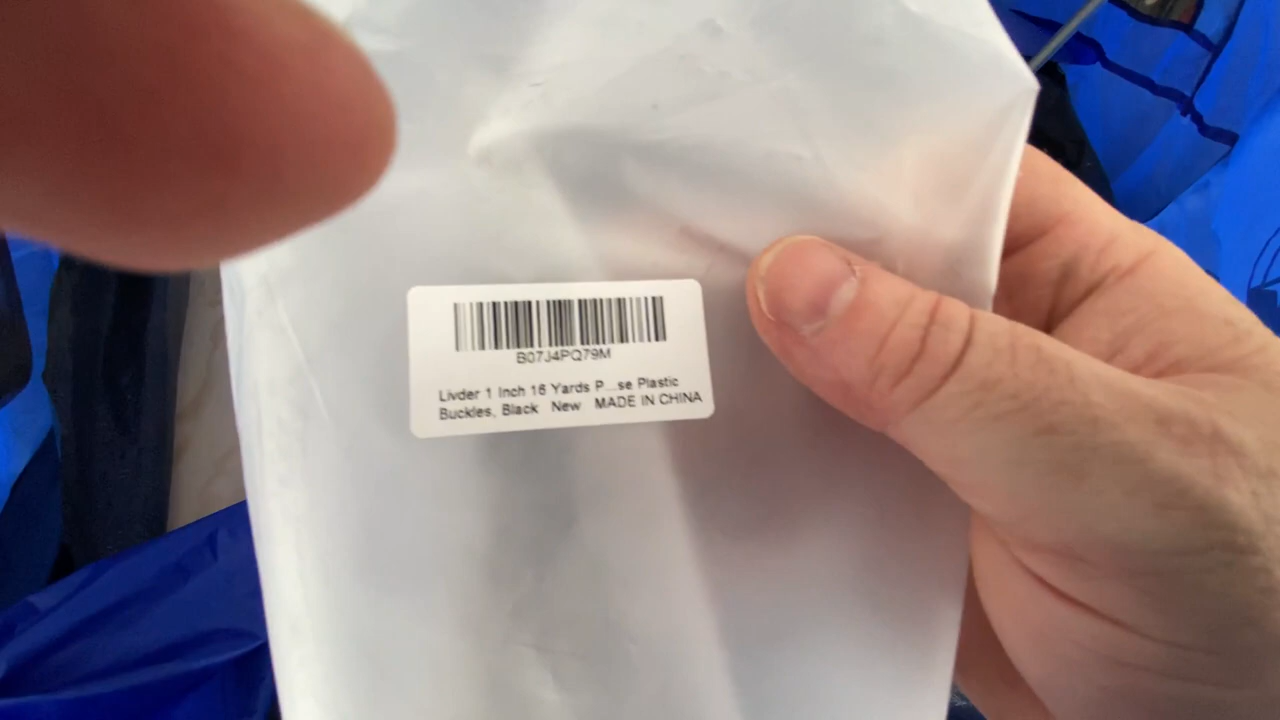 B07J4PQ79M
Livder 1 Inch 16 Yards P...se Plastic
Buckles, Black New MADE IN CHINA